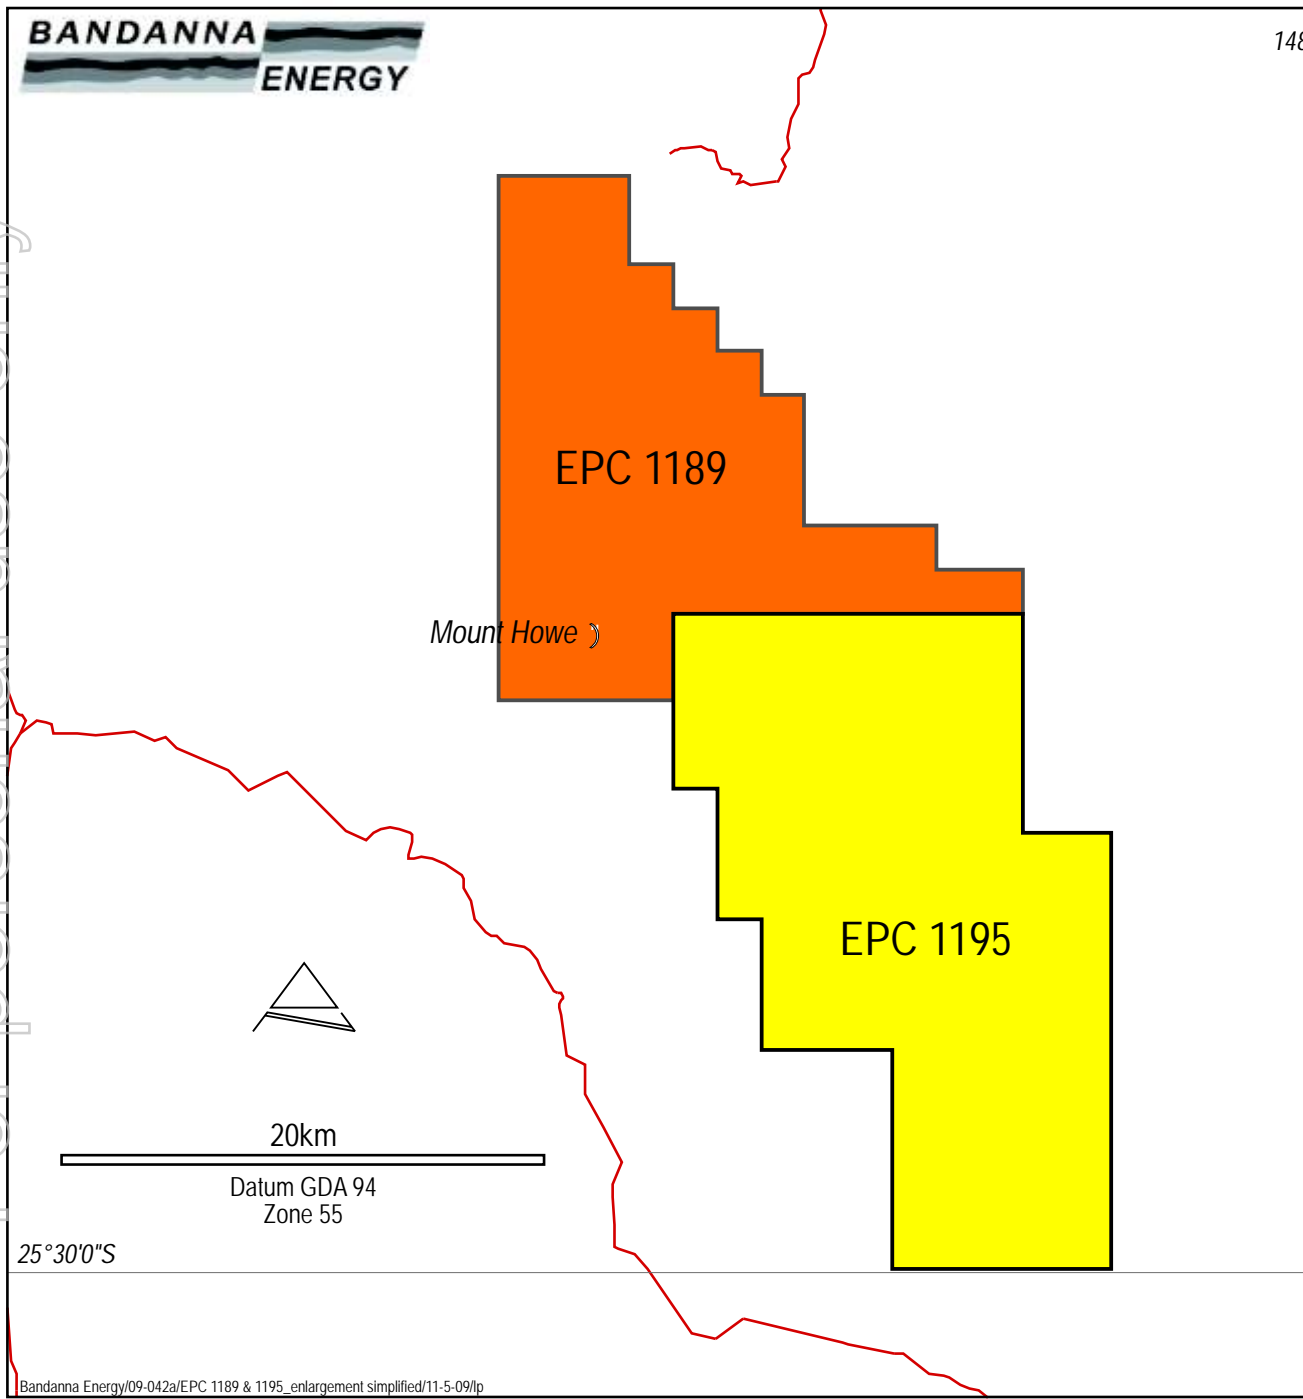 BANDANNA
ENERGY
148
EPC 1189
Mount Howe
EPC 1195
20km
Datum GDA 94
Zone 55
25°30'0"S
Bandanna Energy/09-042a/EPC 1189 & 1195_enlargement simplified/11-5-09/lp